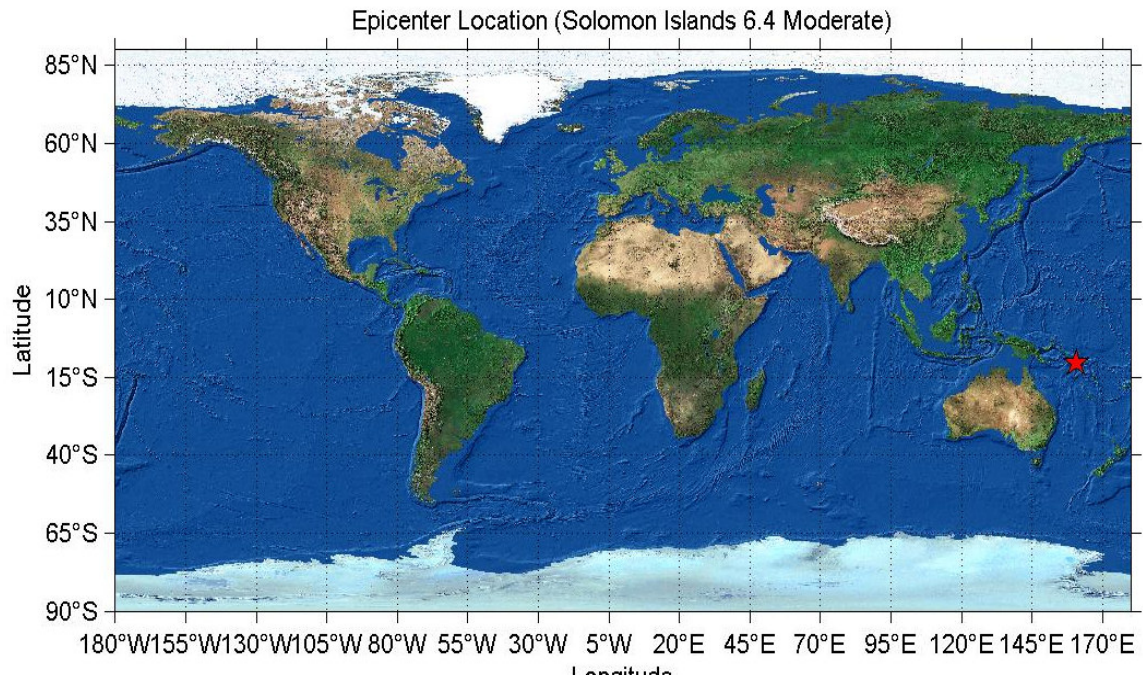 Epicenter Location (Solomon Islands 6.4 Moderate)
85°N
60°N
35°N
10°N
15°S
40°S
65°S
90°S
Latitude
180°W155°W130°W105°W 80°W 55°W 30°W 5°W 20°E 45°E 70°E 95°E 120°E 145°E 170°E
Longitude